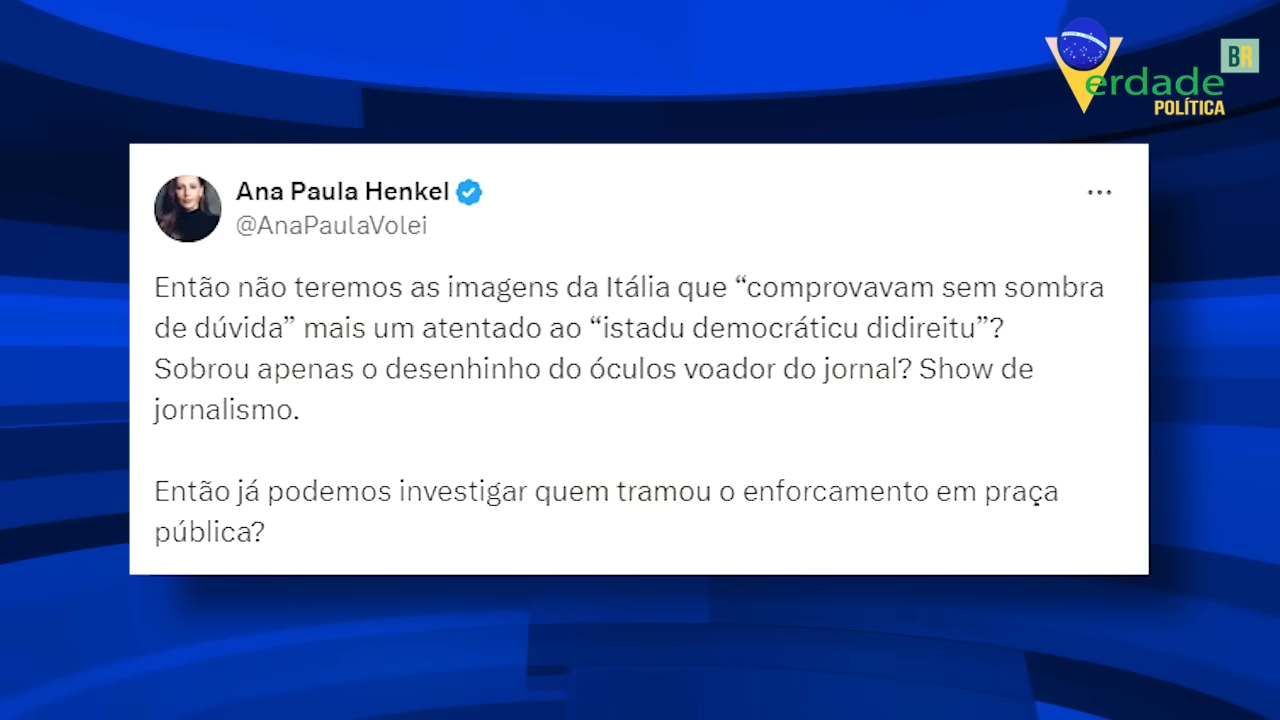 BR
Verdade
POLÍTICA
Ana Paula Henkel
@AnaPaulaVolei
Então não teremos as imagens da Itália que “comprovavam sem sombra
de dúvida” mais um atentado ao “istadu democráticu didireitu”?
Sobrou apenas o desenhinho do óculos voador do jornal? Show de
jornalismo.
Então já podemos investigar quem tramou o enforcamento em praça
pública?